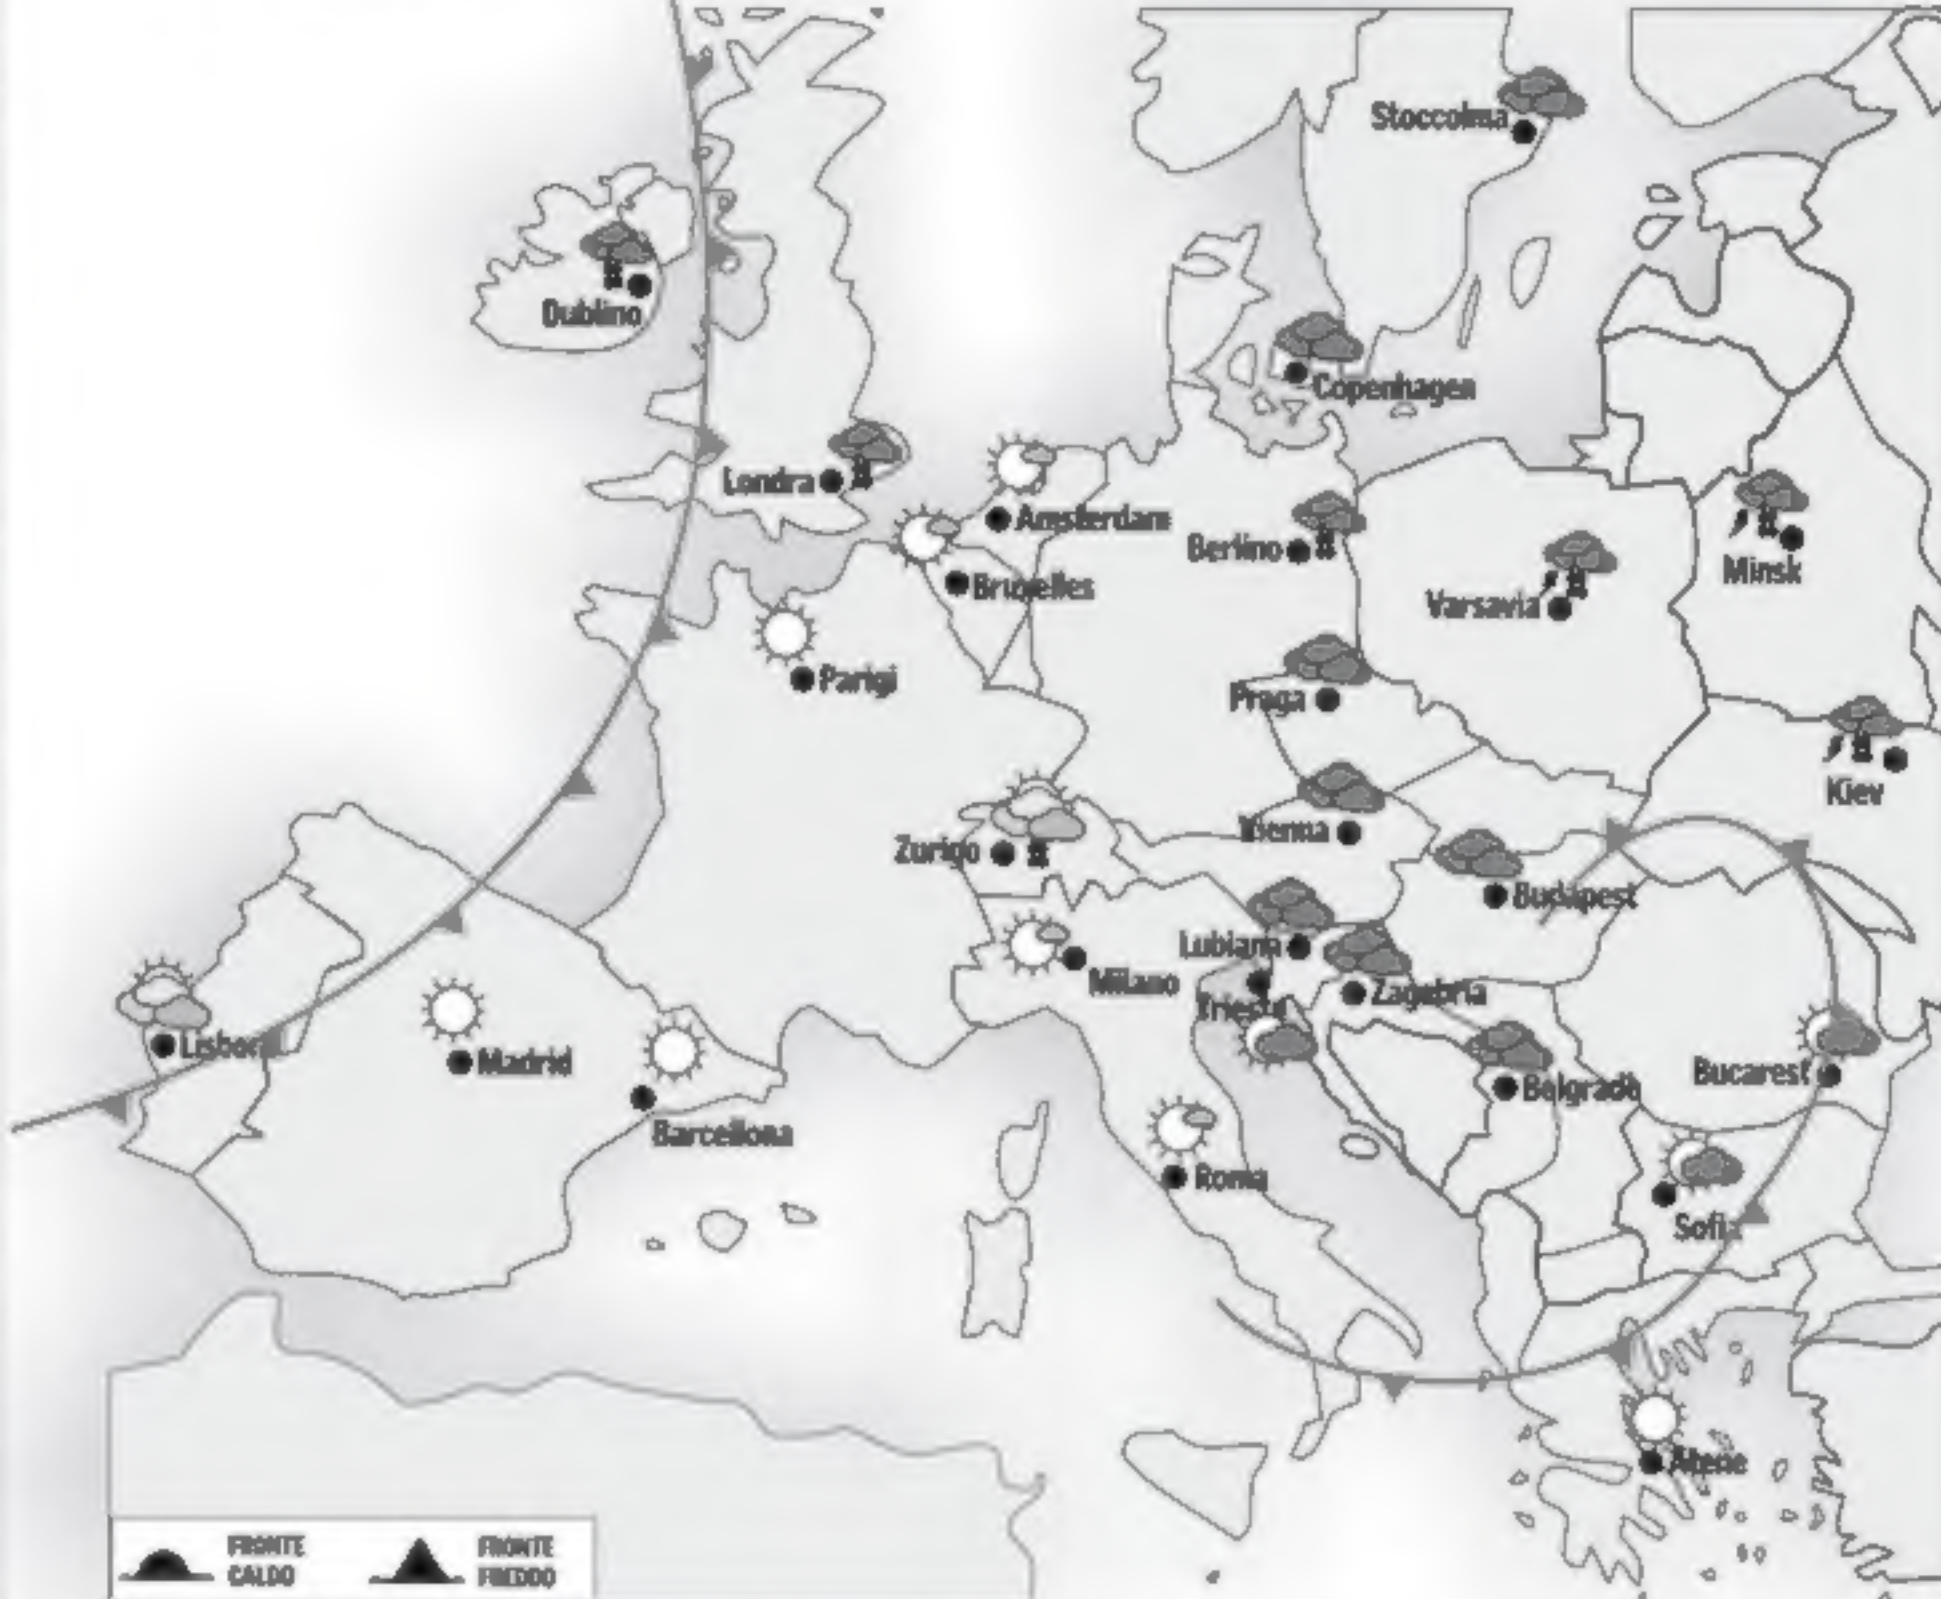 Stoccolma
Dublino
Copenhagen
Londra
Amsterdam
Berlino
Minsk
Bruxelles
Varsavia
Parigi
Praga
Kiev
Vienna
Zurigo
Budapest
Lubiana
Milano
Zagabria
Trieste
Lisbona
Madrid
Bucarest
Belgrado
Barcellona
Roma
Sofia
Atene
FRONTE
CALDO
FRONTE
FREDDO